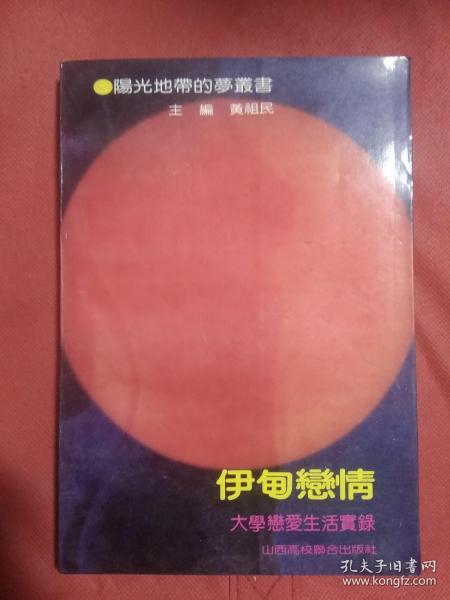 ●陽光地帶的夢叢書
主 編 黃祖民
伊甸戀情
大學戀愛生活實錄
山西高校聯合出版社
孔夫子旧书网
www.kongfz.com